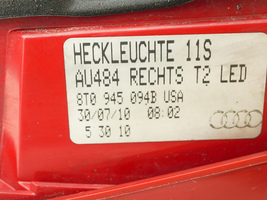 HECKLEUCHTE 11S
AU484 RECHTS T2 LED
8T0 945 094B USA
30/07/10 08:02
5 30 10